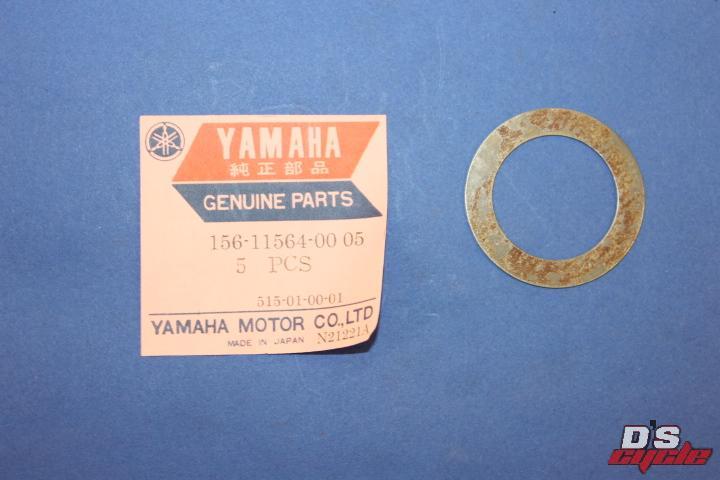 YAMAHA
純正部品
GENUINE PARTS
156-11564-00 05
5 PCS
515-01-00-01
YAMAHA MOTOR CO.,LTD
MADE IN JAPAN N21221A
D'S
cycle